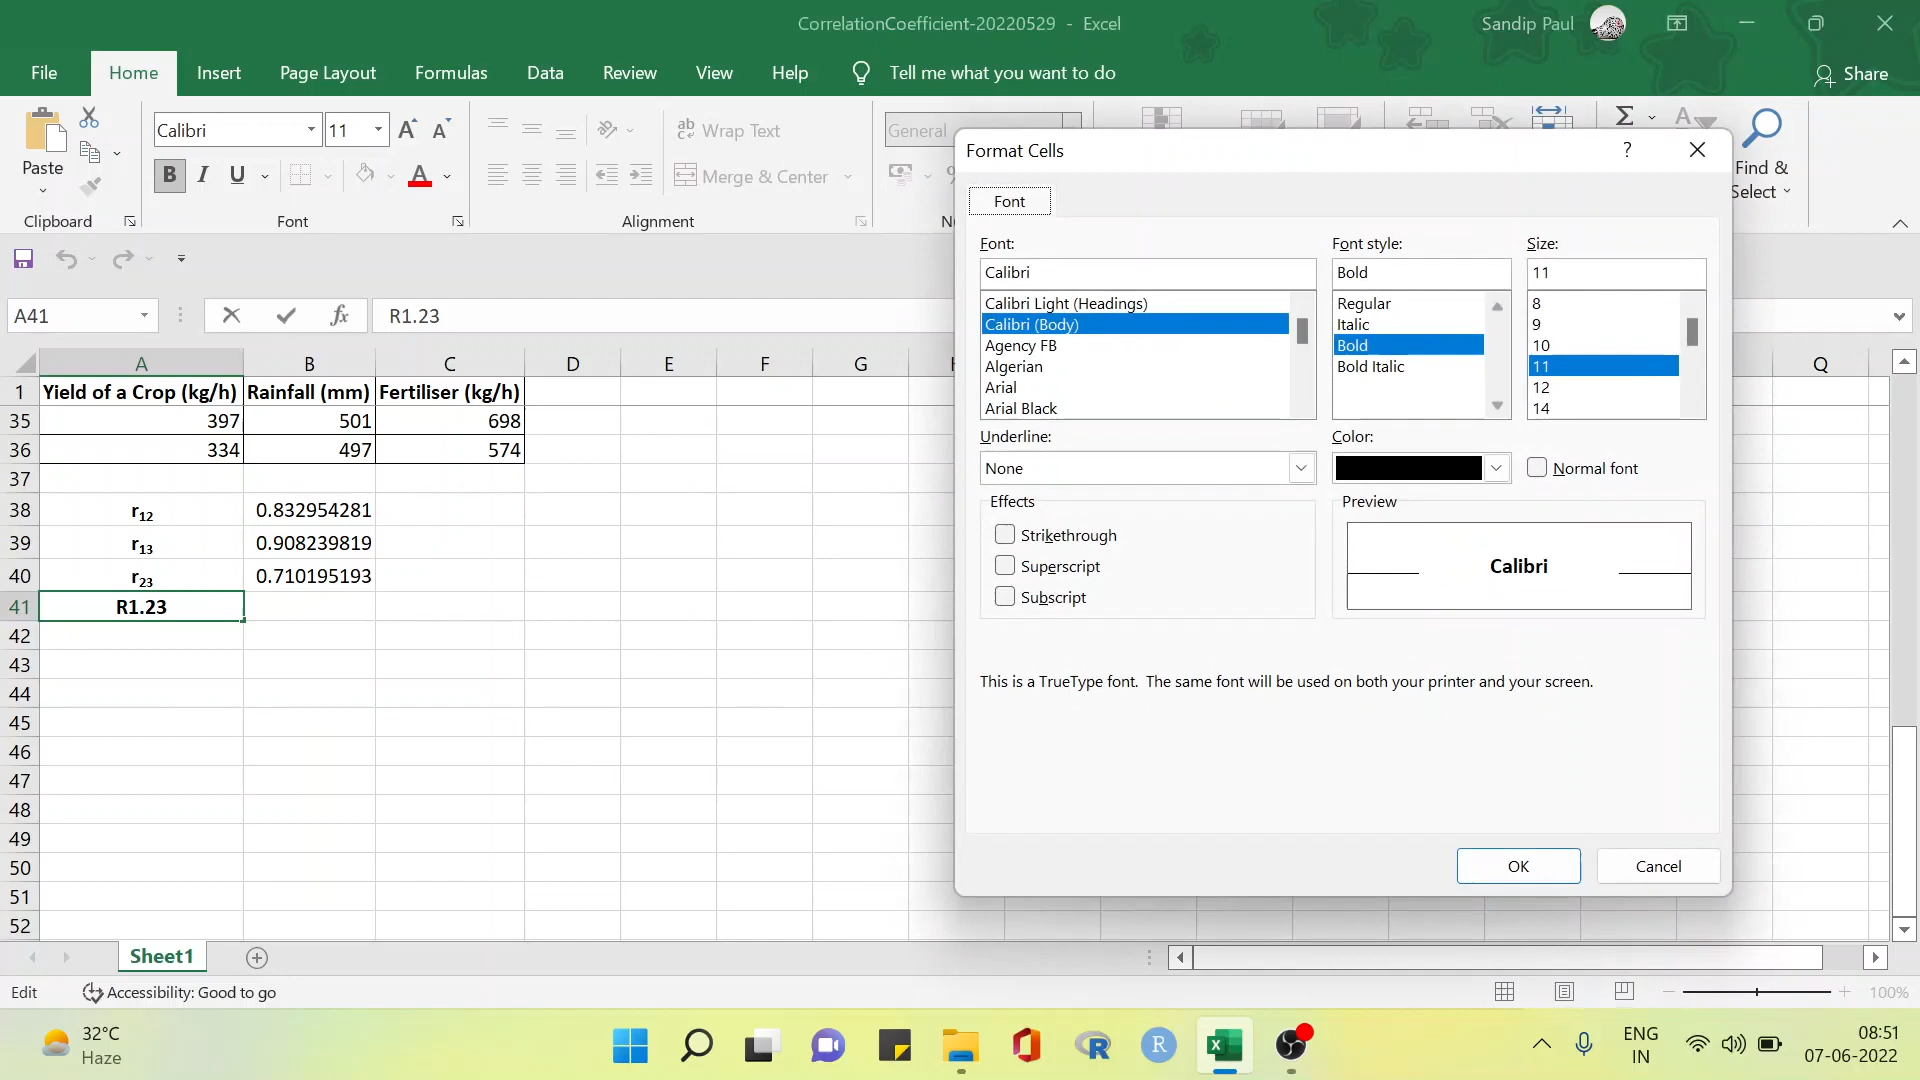 CorrelationCoefficient-20220529 - Excel
Sandip Paul
File Home Insert Page Layout Formulas Data Review View Help Tell me what you want to do Share
Paste
Clipboard
Calibri 11
B I U A
Font
ab Wrap Text
Merge & Center
Alignment
General
Find &
Select
A41 fx R1.23
A B C D E F G Q
1 Yield of a Crop (kg/h) Rainfall (mm) Fertiliser (kg/h)
35 397 501 698
36 334 497 574
37
38 r12 0.832954281
39 r13 0.908239819
40 r23 0.710195193
41 R1.23
42
43
44
45
46
47
48
49
50
51
52
Format Cells ?
Font
Font: Font style: Size:
Calibri Bold 11
Calibri Light (Headings) Regular 8
Calibri (Body) Italic 9
Agency FB Bold 10
Algerian Bold Italic 11
Arial 12
Arial Black 14
Underline: Color:
None Normal font
Effects Preview
Strikethrough
Superscript Calibri
Subscript
This is a TrueType font. The same font will be used on both your printer and your screen.
OK Cancel
Sheet1
Edit Accessibility: Good to go 100%
32°C
Haze
R
R
ENG
IN
08:51
07-06-2022